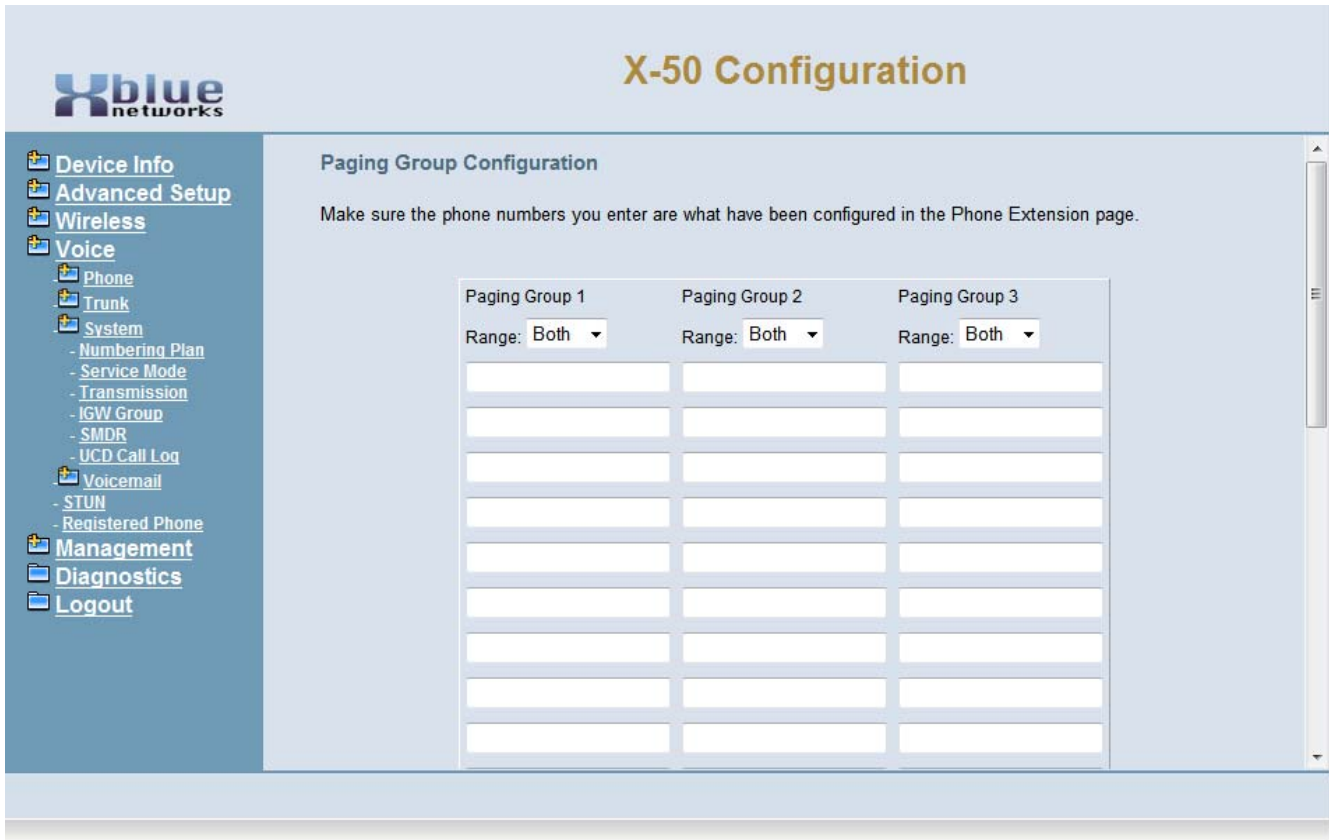 Xblue
networks
X-50 Configuration
Device Info
Advanced Setup
Wireless
Voice
Phone
Trunk
System
- Numbering Plan
- Service Mode
- Transmission
- IGW Group
- SMDR
- UCD Call Log
Voicemail
- STUN
- Registered Phone
Management
Diagnostics
Logout
Paging Group Configuration
Make sure the phone numbers you enter are what have been configured in the Phone Extension page.
Paging Group 1 Paging Group 2 Paging Group 3
Range: Both Range: Both Range: Both